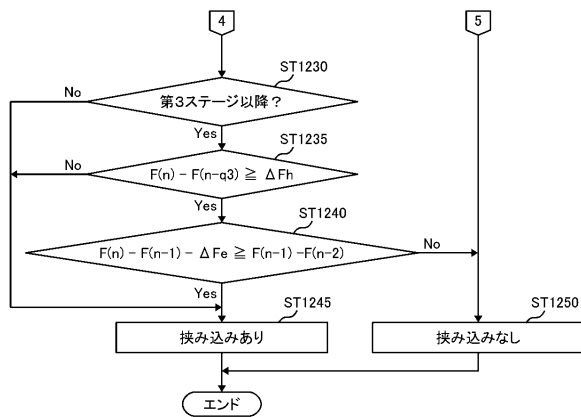 4
5
ST1230
No
第3ステージ以降？
Yes
ST1235
No
F(n) - F(n-q3) ≧ ΔFh
Yes
ST1240
F(n) - F(n-1) - ΔFe ≧ F(n-1) -F(n-2)
No
Yes
ST1245
ST1250
挟み込みあり
挟み込みなし
エンド